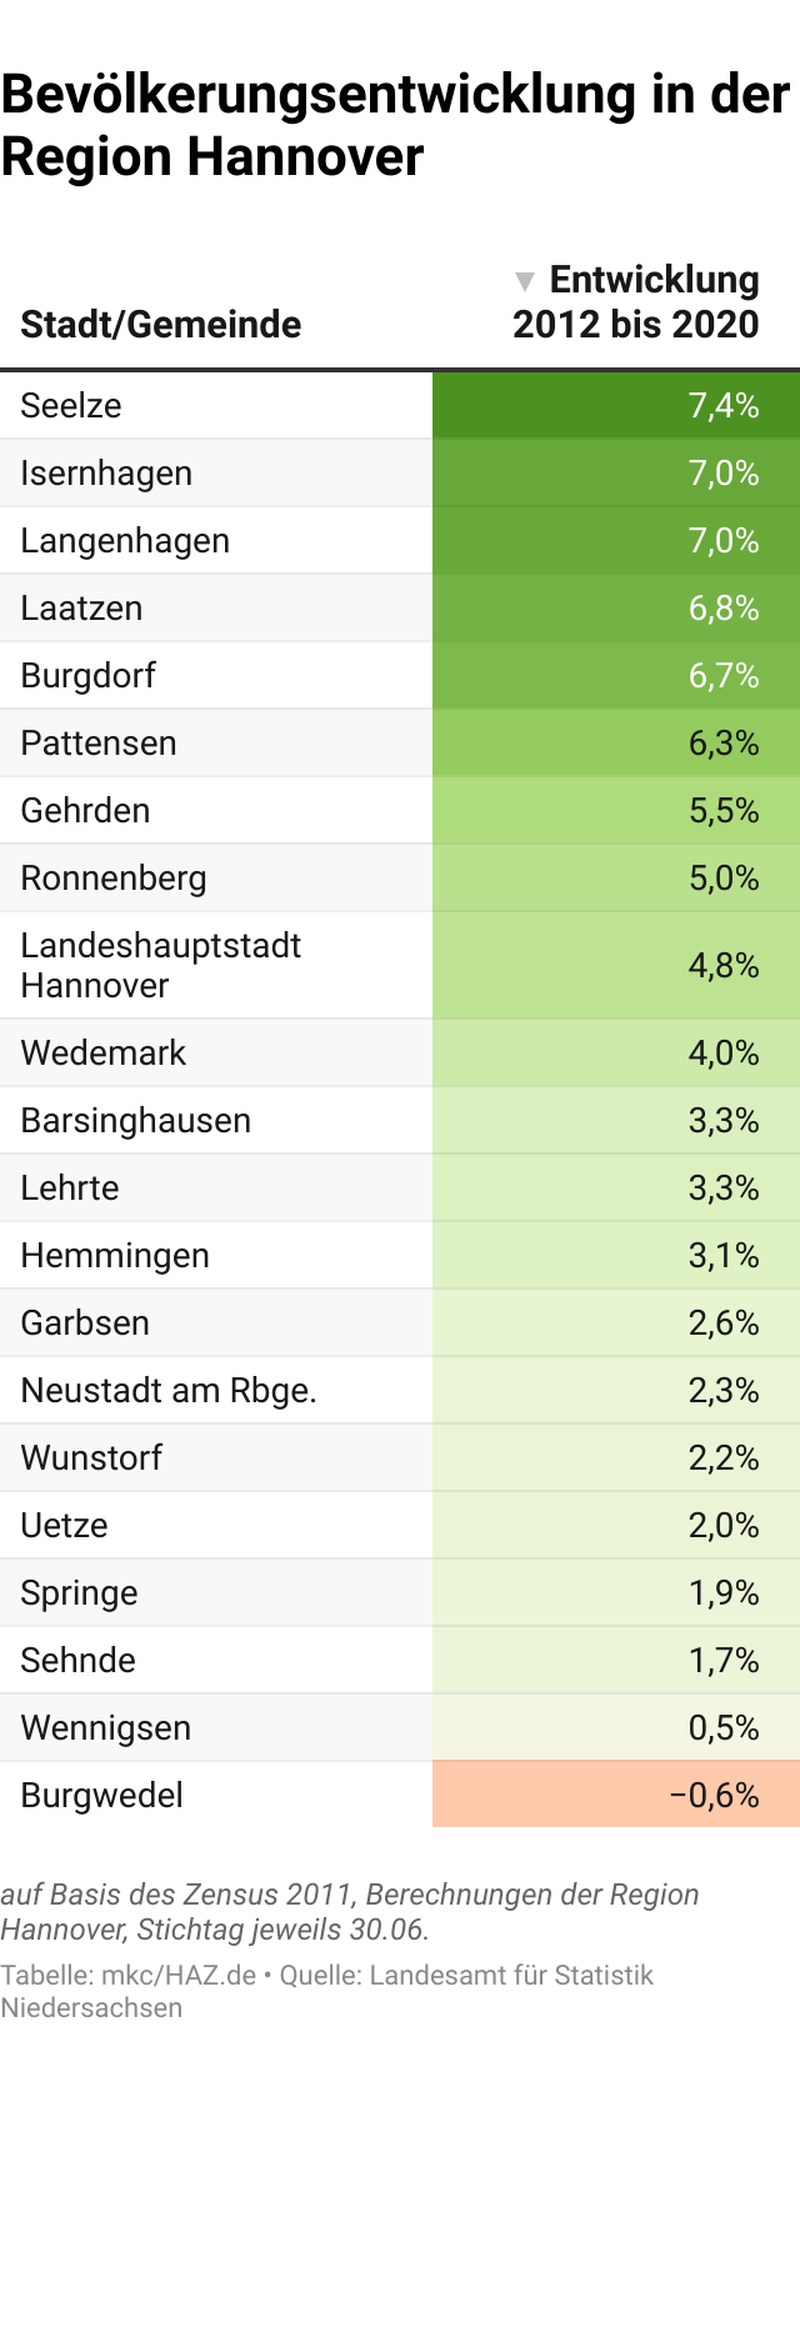 Bevölkerungsentwicklung in der
Region Hannover
Stadt/Gemeinde ▼ Entwicklung
2012 bis 2020
Seelze 7,4%
Isernhagen 7,0%
Langenhagen 7,0%
Laatzen 6,8%
Burgdorf 6,7%
Pattensen 6,3%
Gehrden 5,5%
Ronnenberg 5,0%
Landeshauptstadt
Hannover 4,8%
Wedemark 4,0%
Barsinghausen 3,3%
Lehrte 3,3%
Hemmingen 3,1%
Garbsen 2,6%
Neustadt am Rbge. 2,3%
Wunstorf 2,2%
Uetze 2,0%
Springe 1,9%
Sehnde 1,7%
Wennigsen 0,5%
Burgwedel −0,6%
auf Basis des Zensus 2011, Berechnungen der Region
Hannover, Stichtag jeweils 30.06.
Tabelle: mkc/HAZ.de • Quelle: Landesamt für Statistik
Niedersachsen